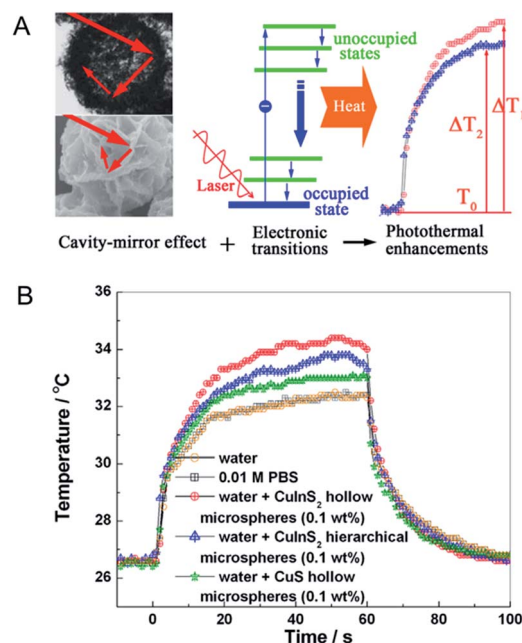 A
unoccupied
states
Heat
Laser
occupied
state
ΔT₂
ΔT₁
T₀
Cavity-mirror effect + Electronic transitions → Photothermal enhancements
B
36
34
32
30
28
26
Temperature / °C
water
0.01 M PBS
water + CuInS₂ hollow
microspheres (0.1 wt%)
water + CuInS₂ hierarchical
microspheres (0.1 wt%)
water + CuS hollow
microspheres (0.1 wt%)
0 20 40 60 80 100
Time / s